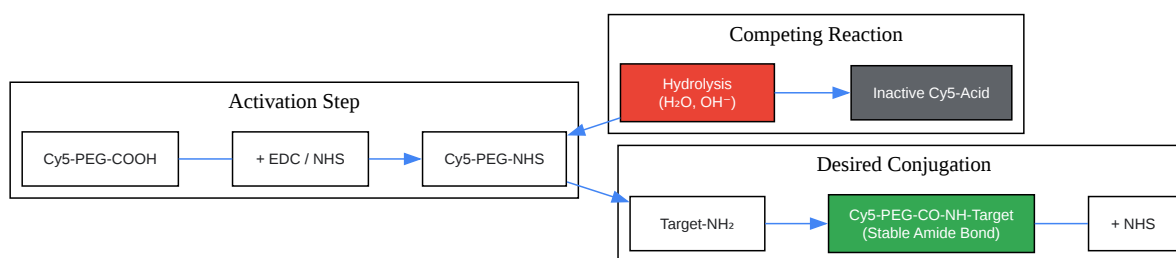 Competing Reaction
Hydrolysis
(H₂O, OH⁻)
Inactive Cy5-Acid
Activation Step
Cy5-PEG-COOH
+ EDC / NHS
Cy5-PEG-NHS
Desired Conjugation
Target-NH₂
Cy5-PEG-CO-NH-Target
(Stable Amide Bond)
+ NHS